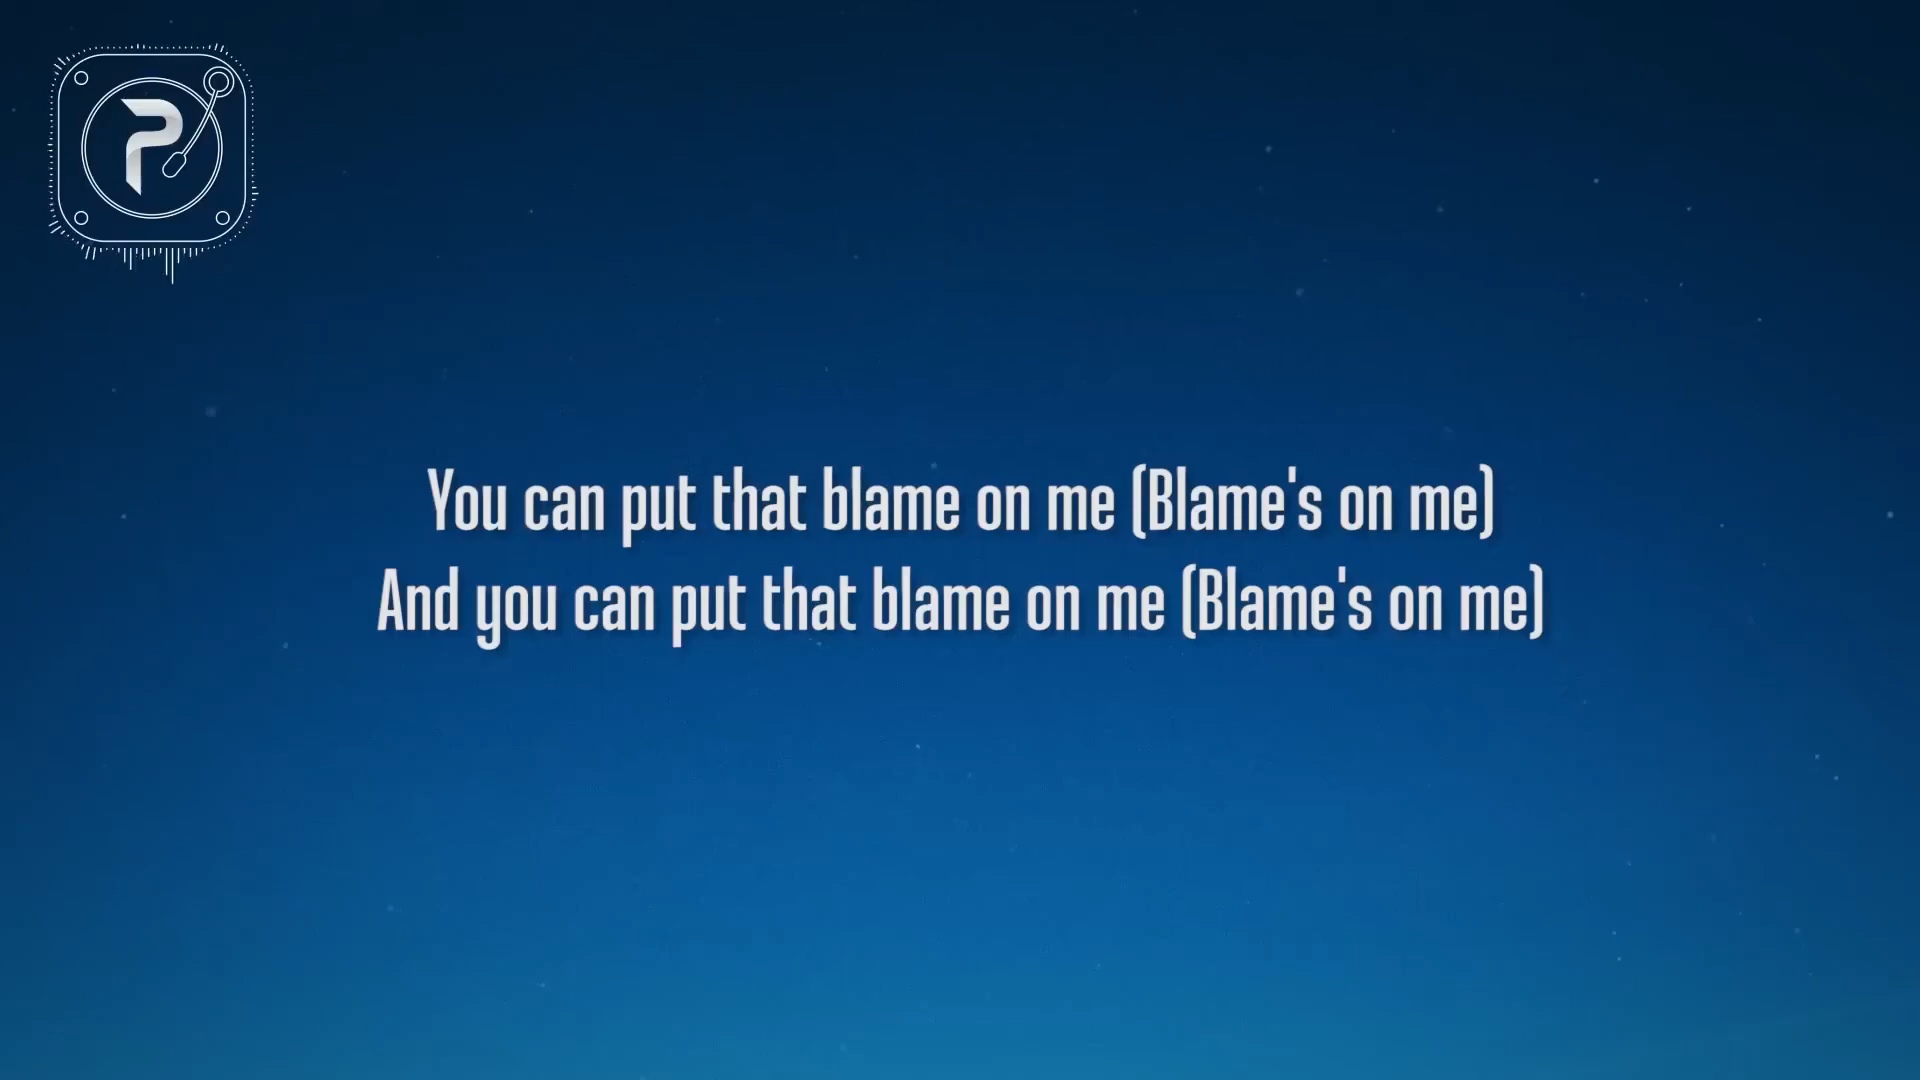 P
You can put that blame on me (Blame's on me)
And you can put that blame on me (Blame's on me)